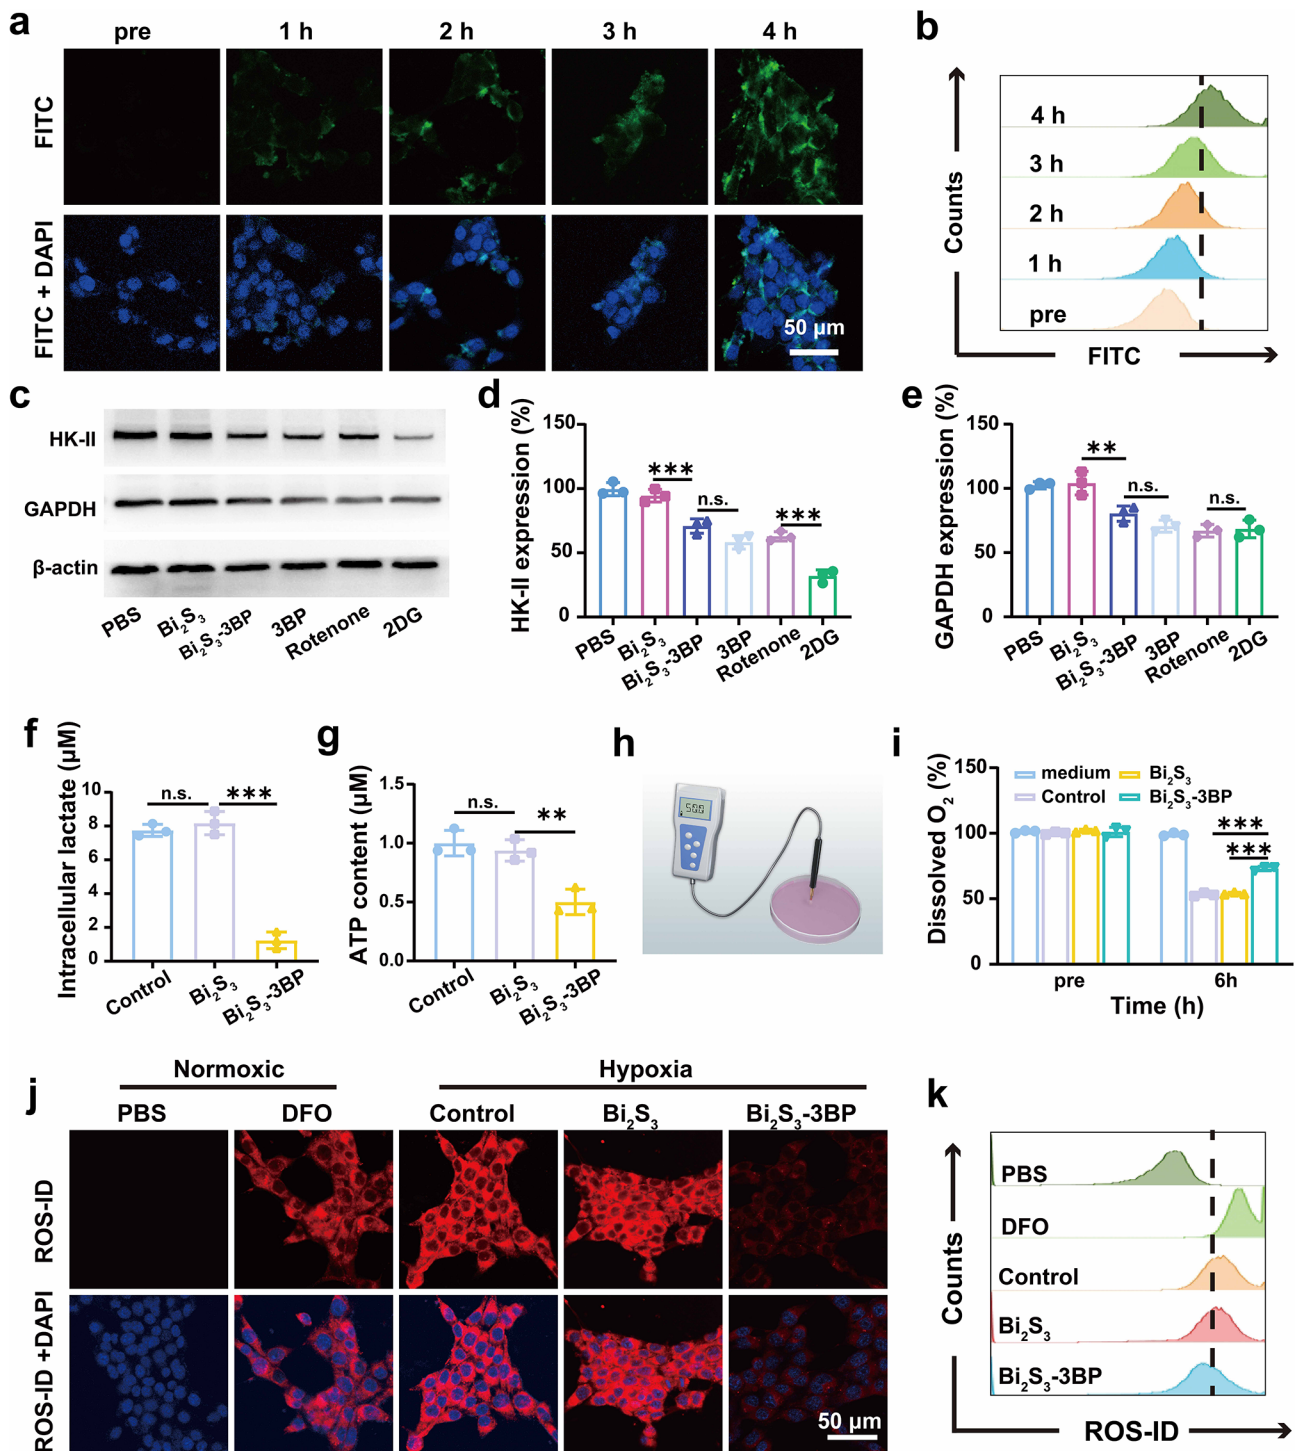 a
pre
1 h
2 h
3 h
4 h
FITC
FITC + DAPI
50 μm
b
4 h
3 h
2 h
1 h
pre
Counts
FITC
c
HK-II
GAPDH
β-actin
PBS
Bi2S3
Bi2S3-3BP
3BP
Rotenone
2DG
d
HK-II expression (%)
150
100
50
0
***
n.s.
***
PBS
Bi2S3
Bi2S3-3BP
3BP
Rotenone
2DG
e
GAPDH expression (%)
150
100
50
0
**
n.s.
n.s.
PBS
Bi2S3
Bi2S3-3BP
3BP
Rotenone
2DG
f
Intracellular lactate (μM)
10
8
6
4
2
0
n.s.
***
Control
Bi2S3
Bi2S3-3BP
g
ATP content (μM)
1.5
1.0
0.5
0.0
n.s.
**
Control
Bi2S3
Bi2S3-3BP
h
i
Dissolved O2 (%)
150
100
50
0
medium
Bi2S3
Control
Bi2S3-3BP
***
***
pre
6h
Time (h)
j
Normoxic
Hypoxia
PBS
DFO
Control
Bi2S3
Bi2S3-3BP
ROS-ID
ROS-ID +DAPI
50 μm
k
PBS
DFO
Control
Bi2S3
Bi2S3-3BP
Counts
ROS-ID